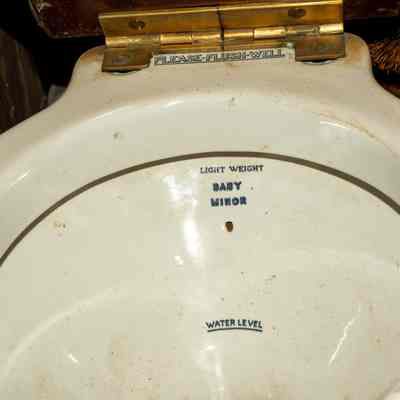 PLEASE-FLUSH-WELL
LIGHT WEIGHT
BABY
MINOR
WATER LEVEL